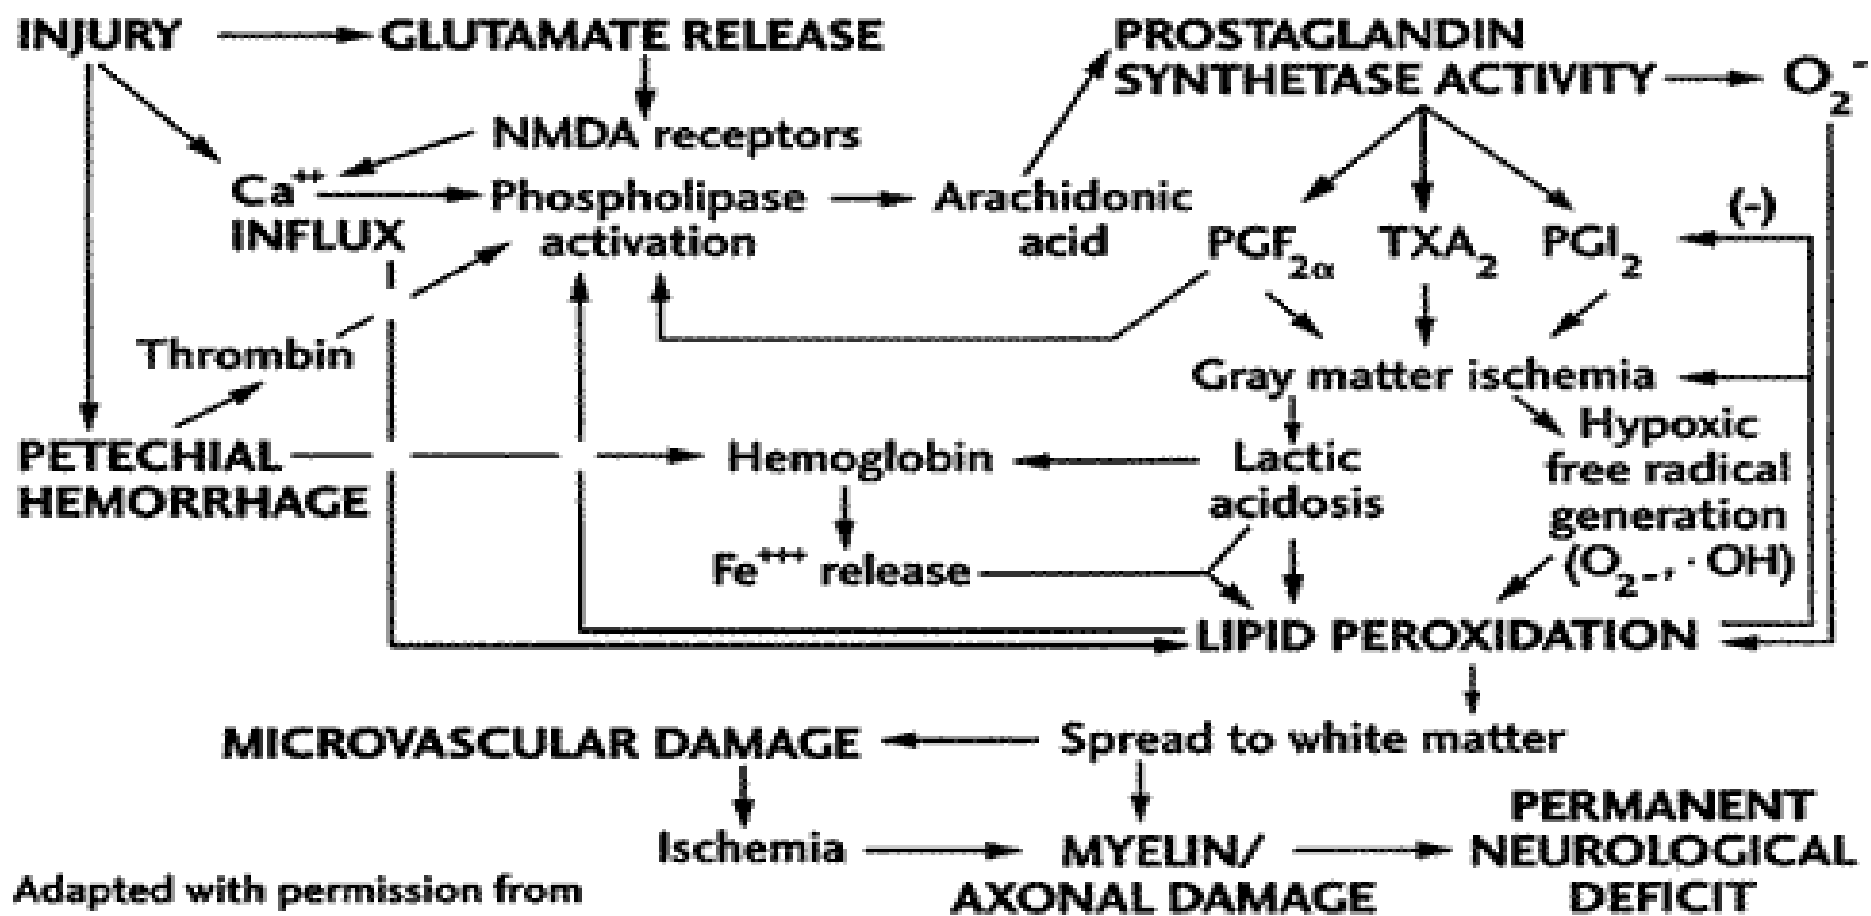 INJURY
GLUTAMATE RELEASE
PROSTAGLANDIN
SYNTHETASE ACTIVITY
O₂⁻
NMDA receptors
Ca⁺⁺
INFLUX
Phospholipase
activation
Arachidonic
acid
PGF₂α
TXA₂
PGI₂
(-)
Thrombin
Gray matter ischemia
PETECHIAL
HEMORRHAGE
Hemoglobin
Lactic
acidosis
Hypoxic
free radical
generation
(O₂₋, · OH)
Fe⁺⁺⁺ release
LIPID PEROXIDATION
MICROVASCULAR DAMAGE
Spread to white matter
Ischemia
MYELIN/
AXONAL DAMAGE
PERMANENT
NEUROLOGICAL
DEFICIT
Adapted with permission from